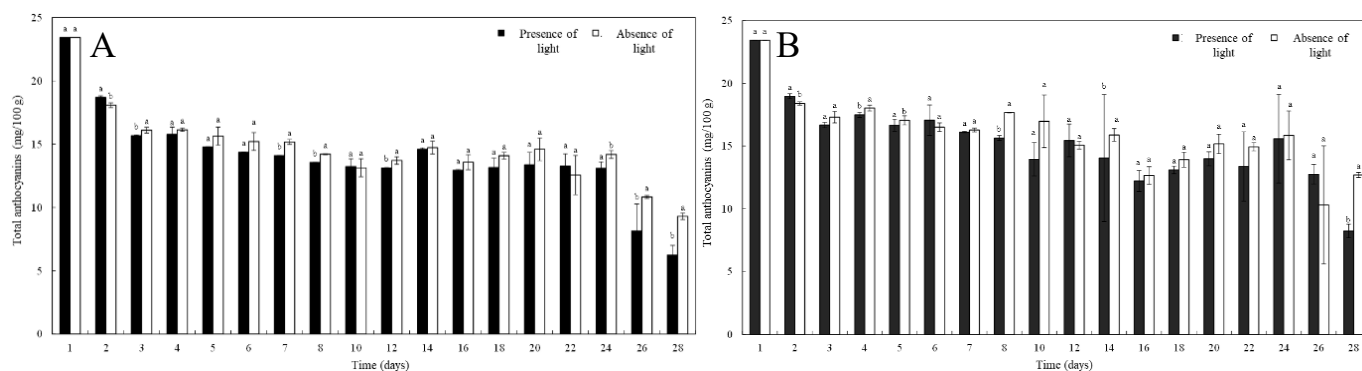 A
Presence of light
Absence of light
Total anthocyanins (mg/100 g)
25
20
15
10
5
0
a a
a b
b a
a a
a a
a a
b a
b a
a a
b a
a a
a a
a a
a a
a a
a b
b a
b a
1 2 3 4 5 6 7 8 10 12 14 16 18 20 22 24 26 28
Time (days)
B
Presence of light
Absence of light
Total anthocyanins (mg/100 g)
25
20
15
10
5
0
a a
a b
a a
b a
a b
a a
a a
b a
a a
a a
b a
a a
a a
a a
a a
a a
a a
b a
1 2 3 4 5 6 7 8 10 12 14 16 18 20 22 24 26 28
Time (days)